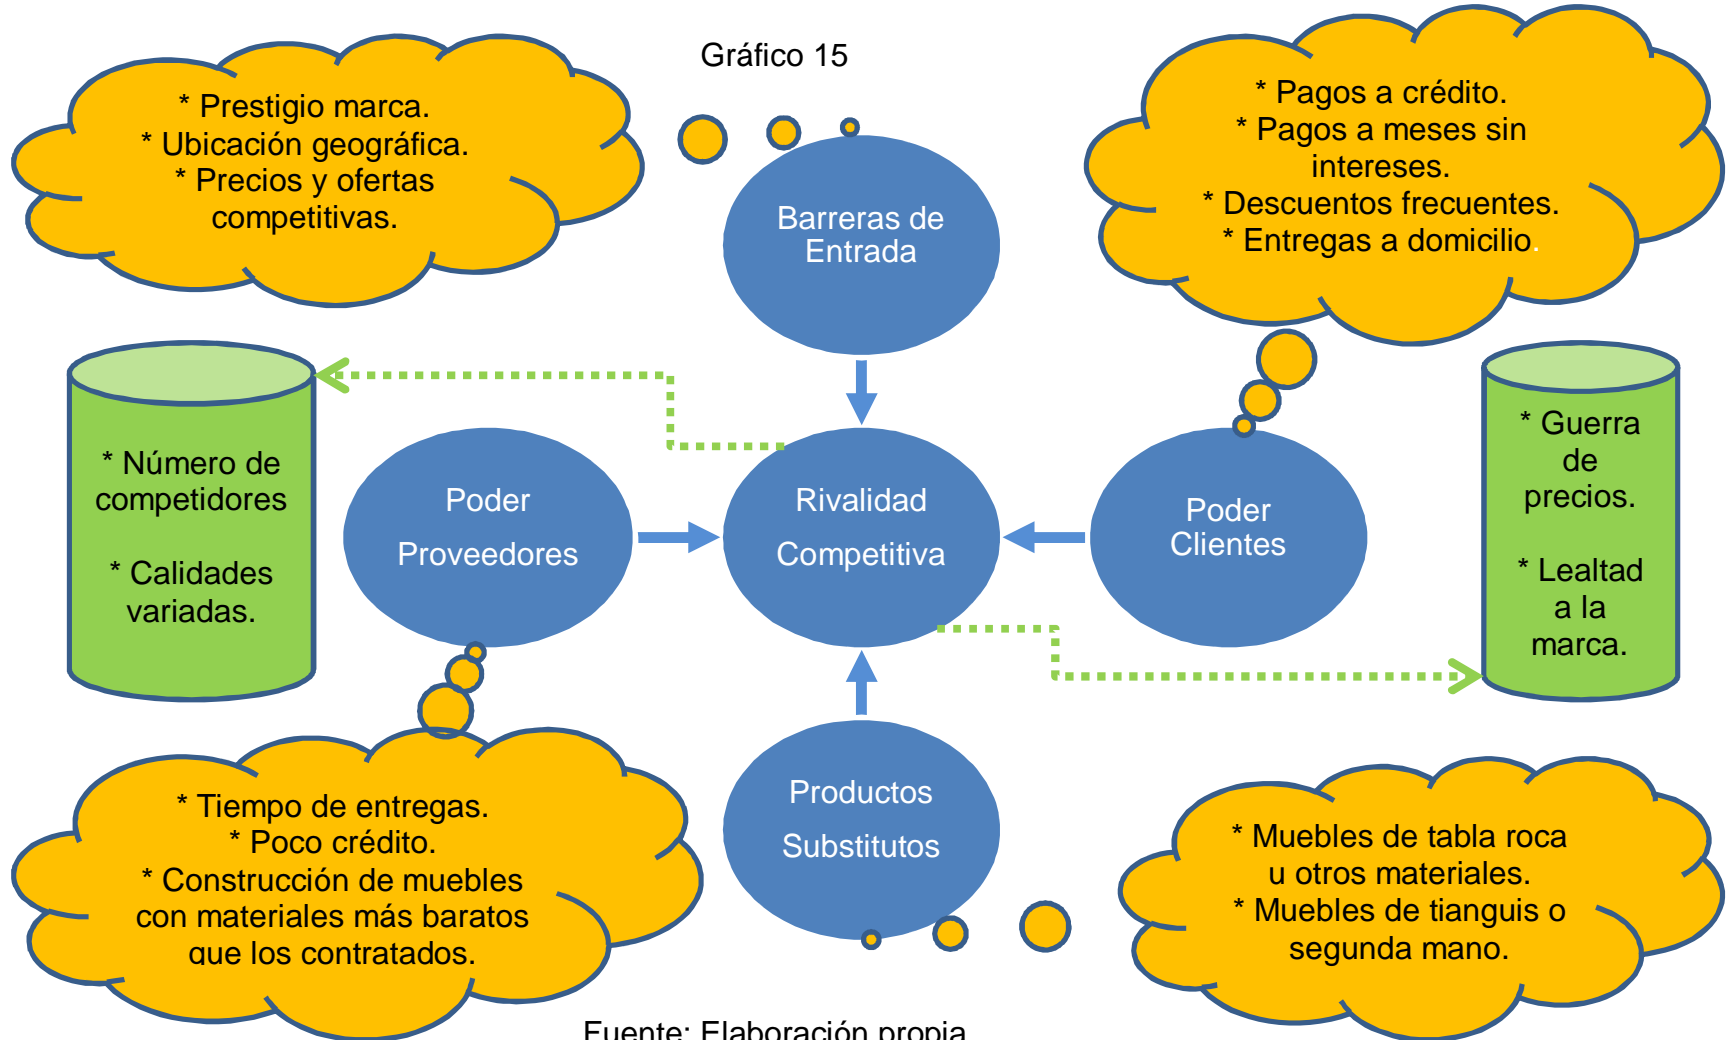 Gráfico 15
* Prestigio marca.
* Ubicación geográfica.
* Precios y ofertas
competitivas.
Barreras de
Entrada
* Pagos a crédito.
* Pagos a meses sin
intereses.
* Descuentos frecuentes.
* Entregas a domicilio.
* Número de
competidores
* Calidades
variadas.
Poder
Proveedores
Rivalidad
Competitiva
Poder
Clientes
* Guerra
de
precios.
* Lealtad
a la
marca.
* Tiempo de entregas.
* Poco crédito.
* Construcción de muebles
con materiales más baratos
que los contratados.
Productos
Substitutos
* Muebles de tabla roca
u otros materiales.
* Muebles de tianguis o
segunda mano.
Fuente: Elaboración propia